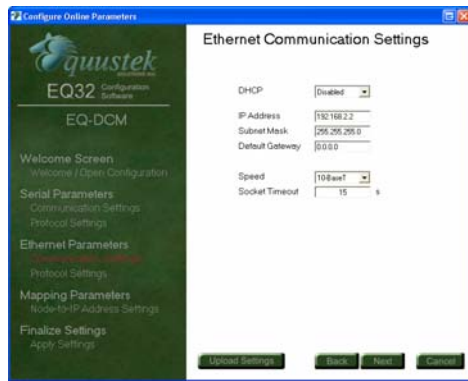 Configure Online Parameters
Equustek
SOLUTIONS INC.
EQ32 Configuration Software
EQ-DCM
Welcome Screen
Welcome / Open Configuration
Serial Parameters
Communication Settings
Protocol Settings
Ethernet Parameters
Communication Settings
Protocol Settings
Mapping Parameters
Node-to-IP Address Settings
Finalize Settings
Apply Settings
Ethernet Communication Settings
DHCP Disabled
IP Address 192.168.2.2
Subnet Mask 255.255.255.0
Default Gateway 0.0.0.0
Speed 10-BaseT
Socket Timeout 15 s
Upload Settings Back Next Cancel